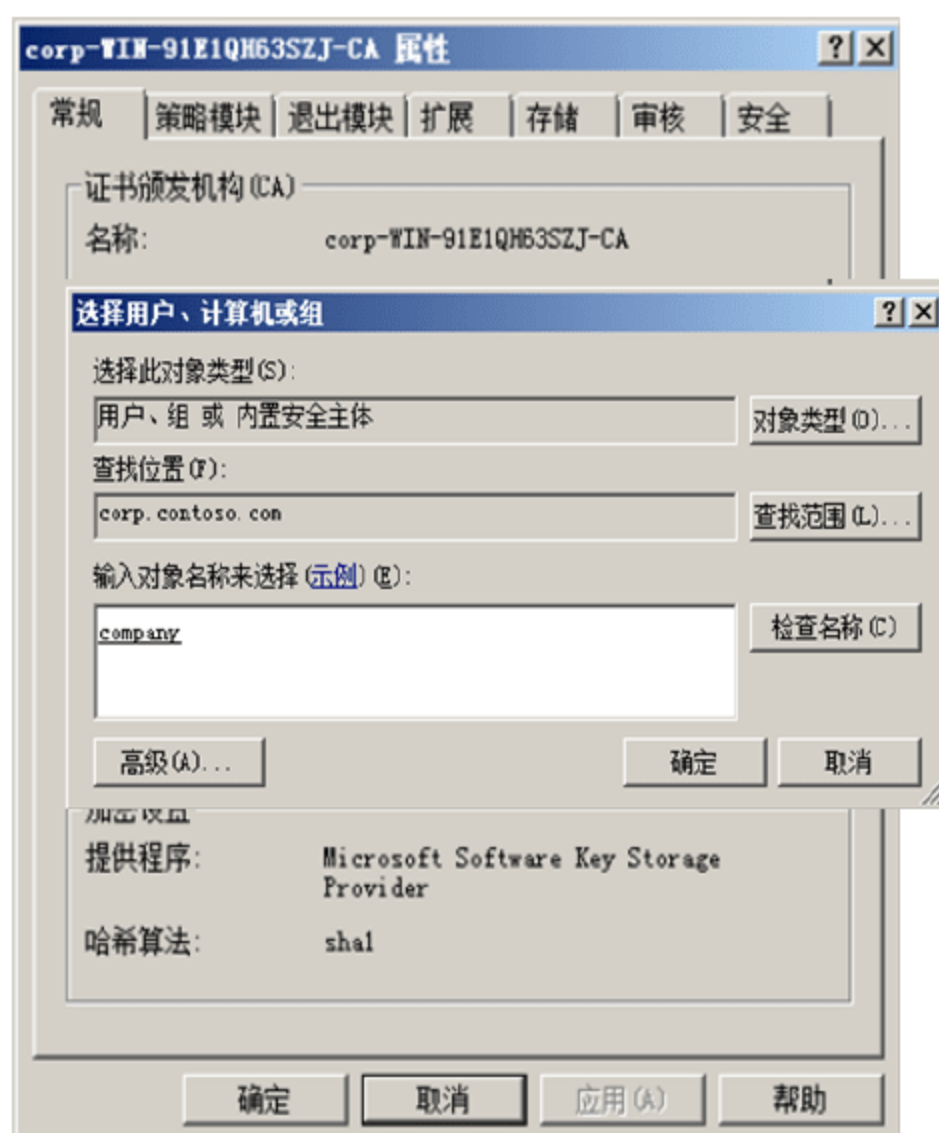 corp-WIN-91E1QH63SZJ-CA 属性
常规 策略模块 退出模块 扩展 存储 审核 安全
证书颁发机构(CA)
名称: corp-WIN-91E1QH63SZJ-CA
选择用户、计算机或组
选择此对象类型(S):
用户、组 或 内置安全主体 对象类型(O)...
查找位置(F):
corp.contoso.con 查找范围(L)...
输入对象名称来选择(示例)(E):
company 检查名称(C)
高级(A)... 确定 取消
加密设置
提供程序: Microsoft Software Key Storage
Provider
哈希算法: sha1
确定 取消 应用(A) 帮助